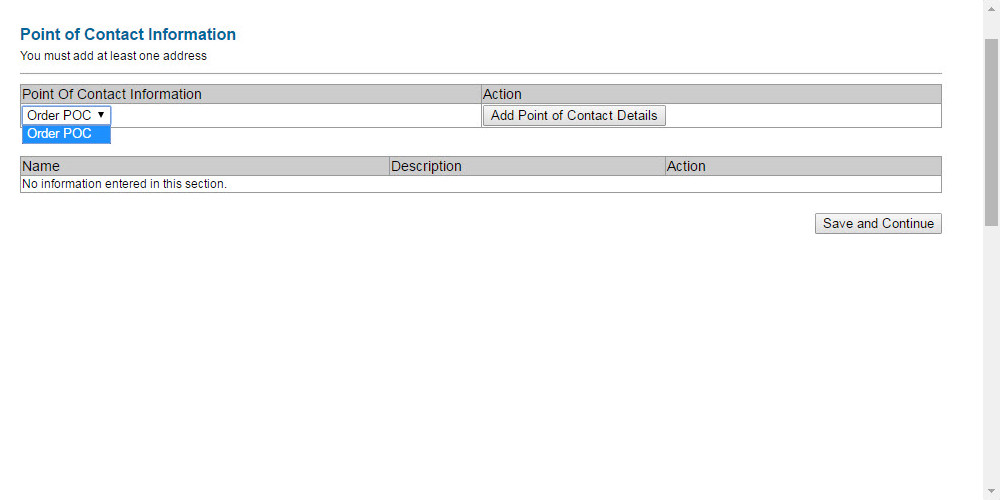 Point of Contact Information
You must add at least one address
Point Of Contact Information Action
Order POC Add Point of Contact Details
Order POC
Name Description Action
No information entered in this section.
Save and Continue